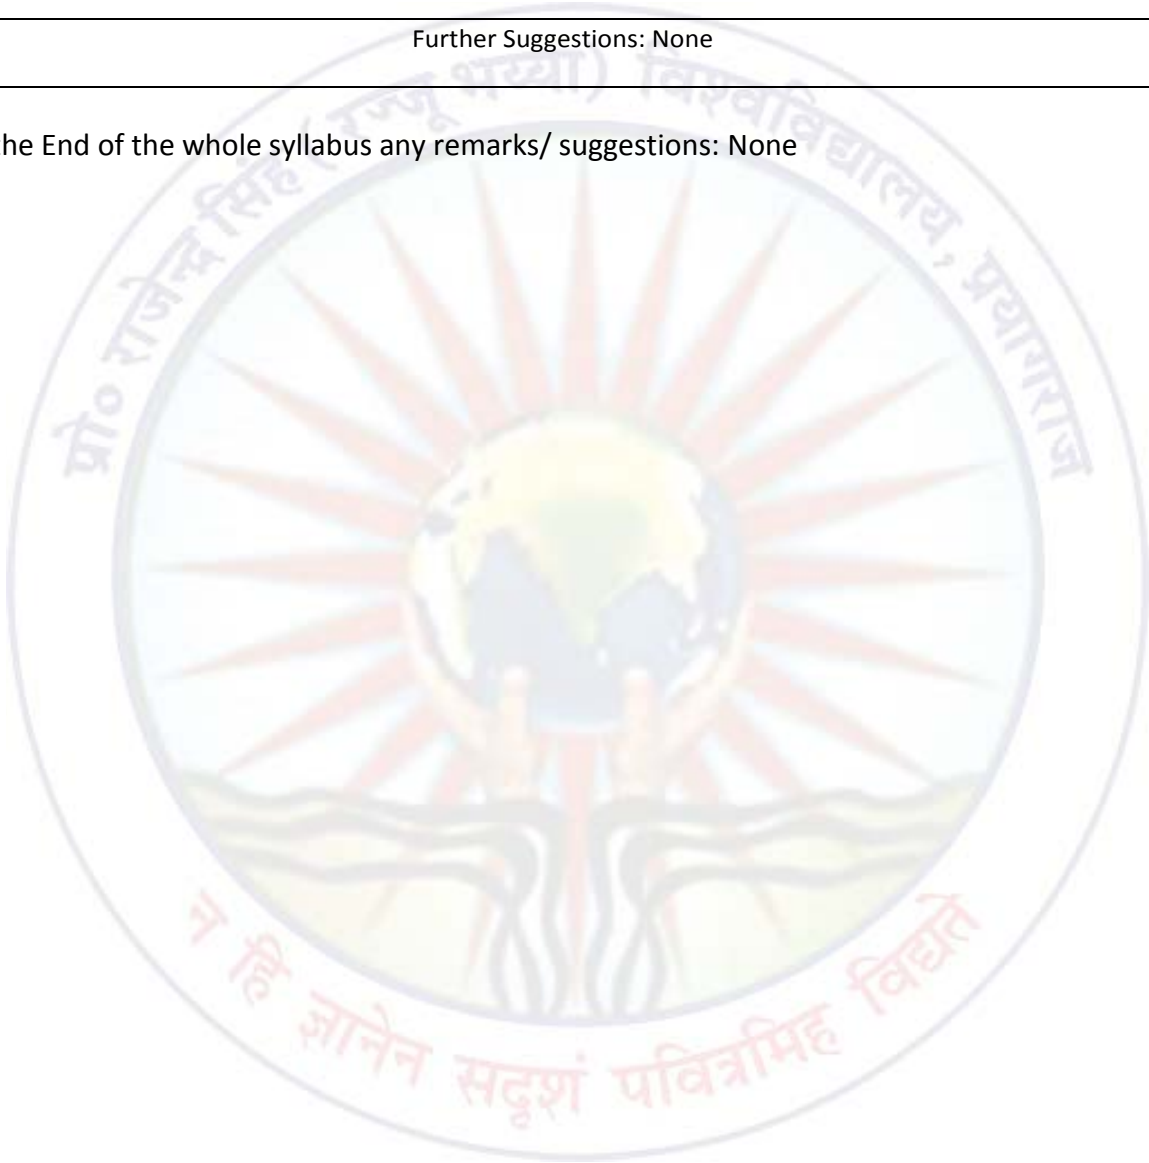 Further Suggestions: None
he End of the whole syllabus any remarks/ suggestions: None
प्रो० राजेन्द्र सिंह (रज्जू भय्या) विश्वविद्यालय, प्रयागराज
न हि ज्ञानेन सदृशं पवित्रमिह विद्यते